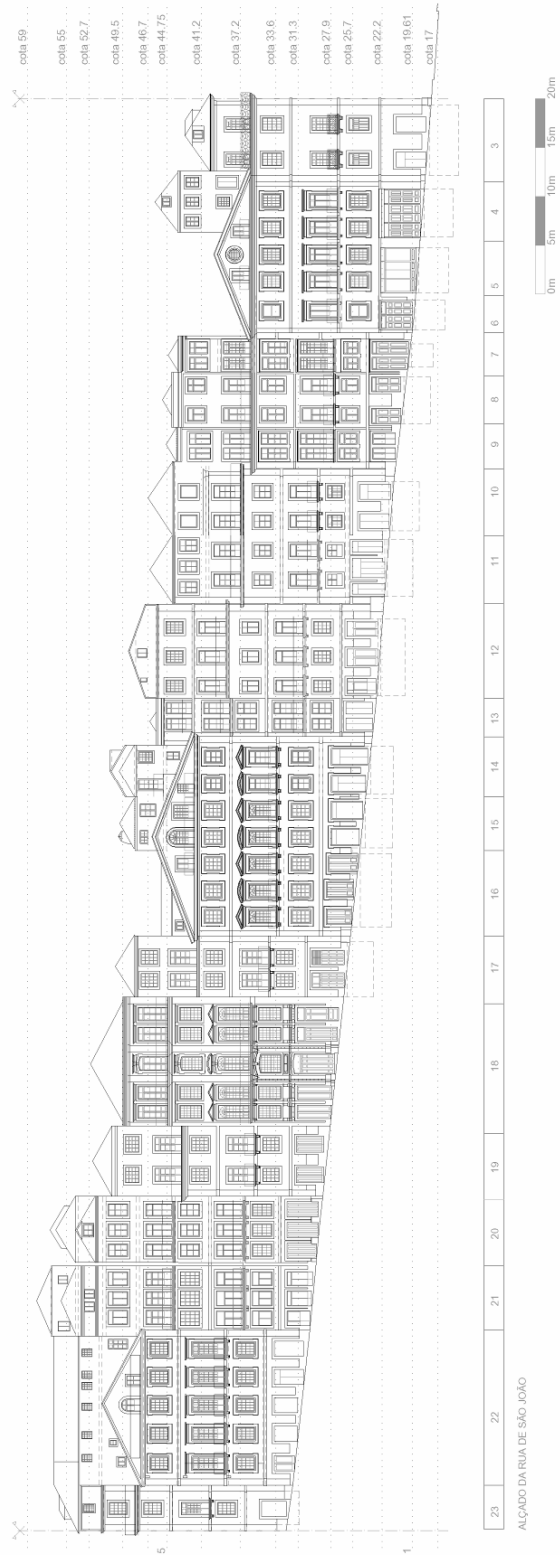 cota 59
cota 55
cota 52.7
cota 49.5
cota 46.7
cota 44.75
cota 41.2
cota 37.2
cota 33.6
cota 31.3
cota 27.9
cota 25.7
cota 22.2
cota 19.61
cota 17
5
1
23 22 21 20 19 18 17 16 15 14 13 12 11 10 9 8 7 6 5 4 3
ALÇADO DA RUA DE SÃO JOÃO
0m 5m 10m 15m 20m